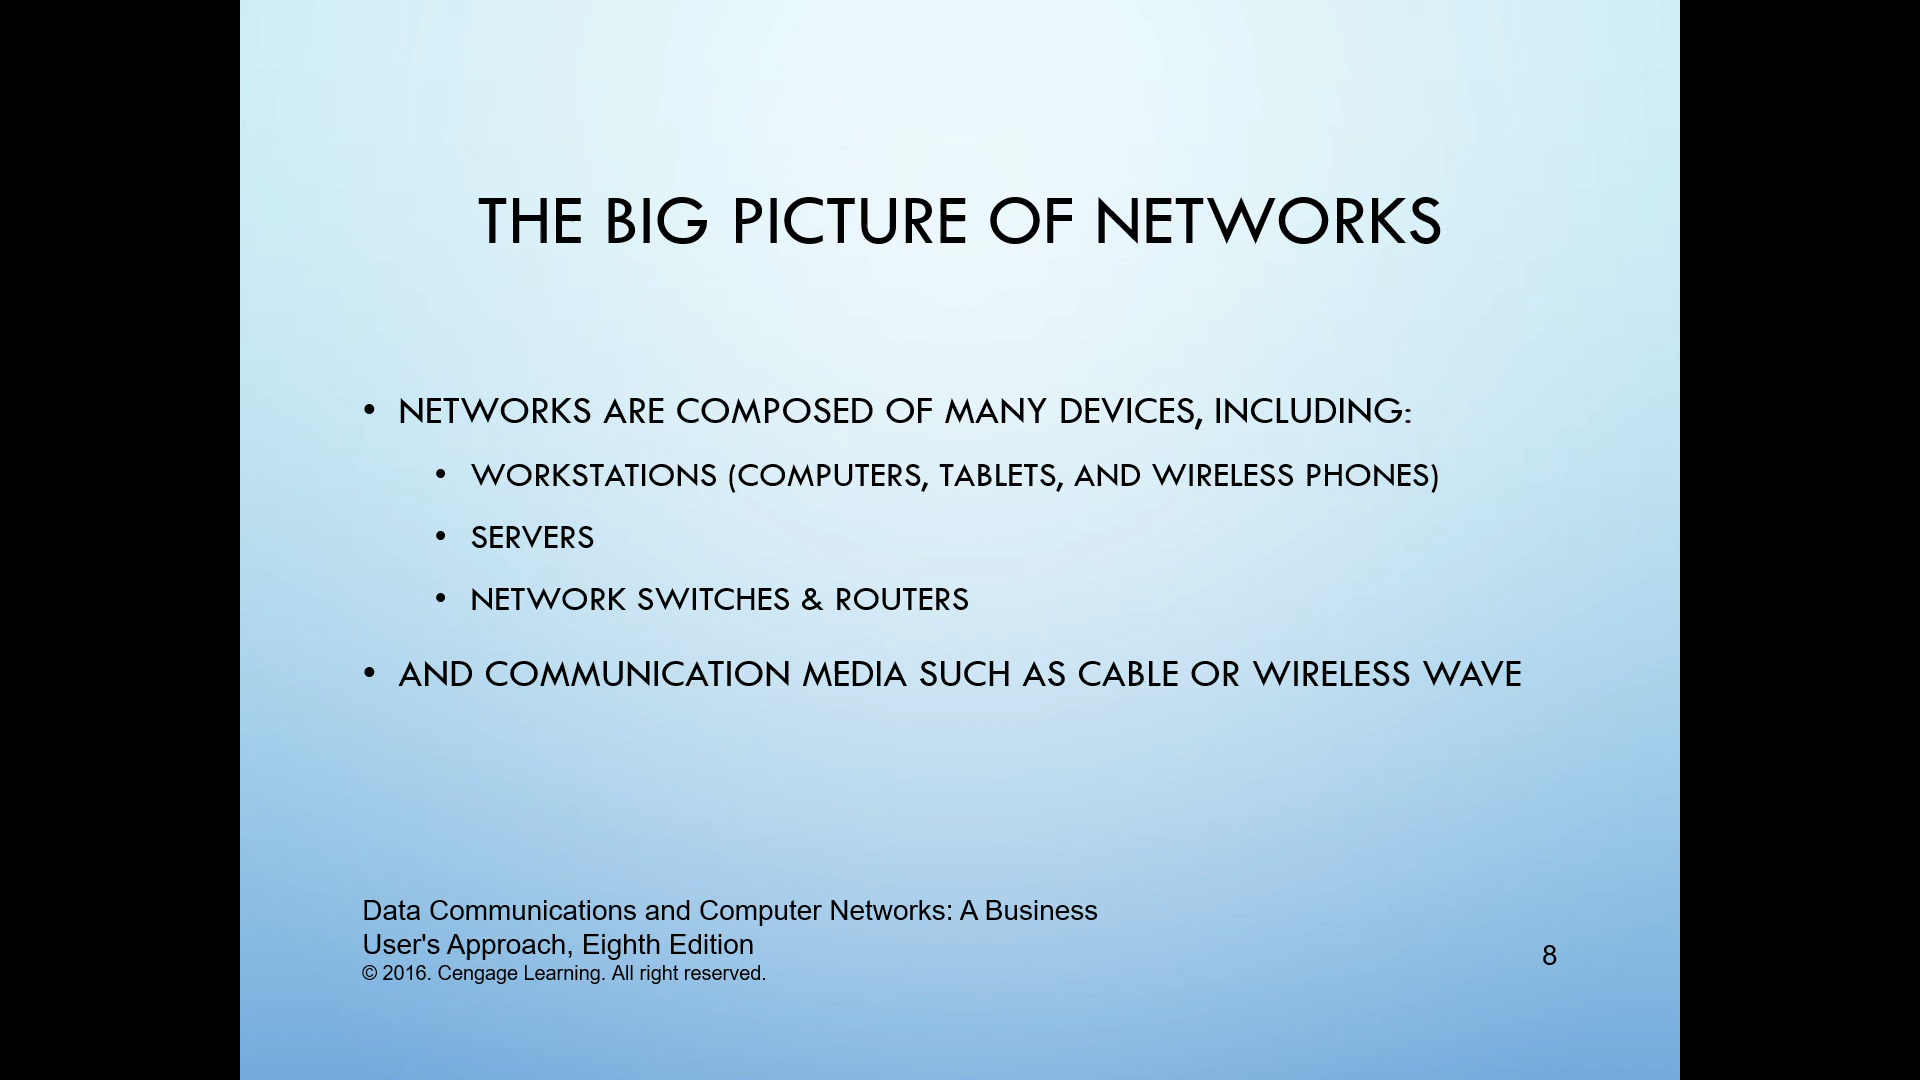 THE BIG PICTURE OF NETWORKS
• NETWORKS ARE COMPOSED OF MANY DEVICES, INCLUDING:
• WORKSTATIONS (COMPUTERS, TABLETS, AND WIRELESS PHONES)
• SERVERS
• NETWORK SWITCHES & ROUTERS
• AND COMMUNICATION MEDIA SUCH AS CABLE OR WIRELESS WAVE
Data Communications and Computer Networks: A Business
User's Approach, Eighth Edition
© 2016. Cengage Learning. All right reserved.
8